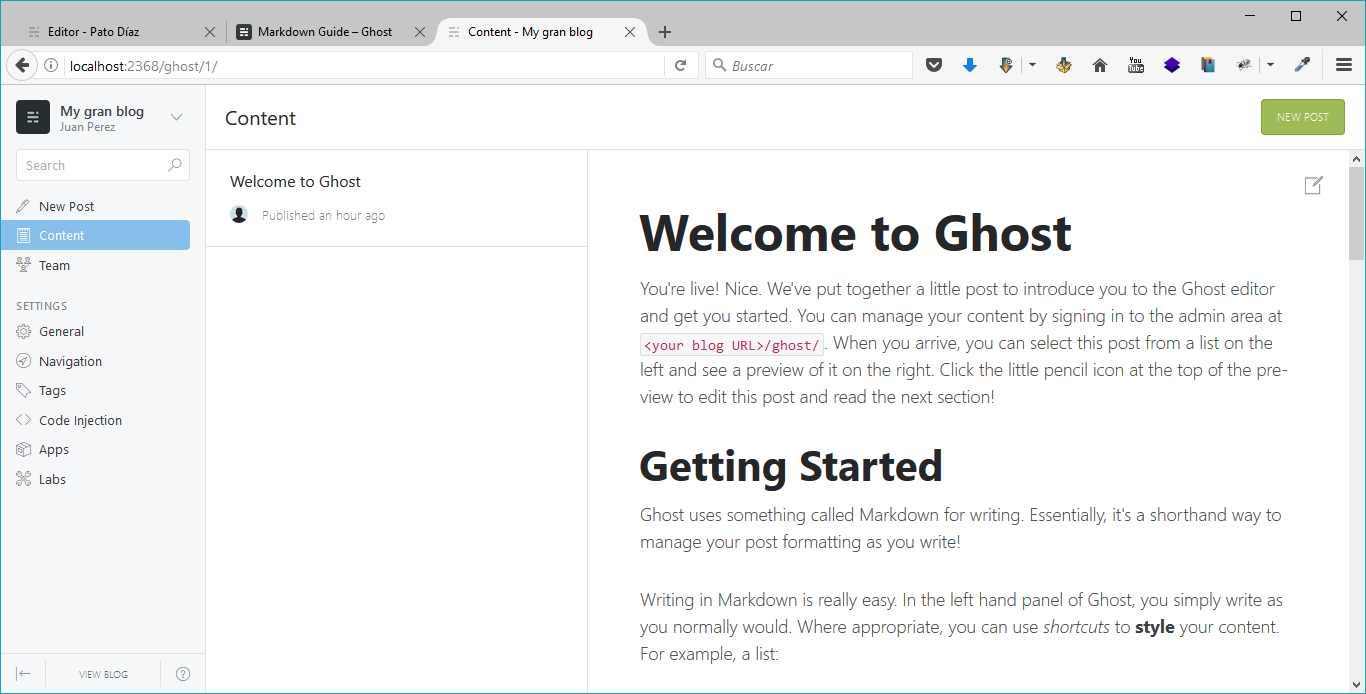 Editor - Pato Díaz
Markdown Guide – Ghost
Content - My gran blog
localhost:2368/ghost/1/
Buscar
You
Tube
My gran blog
Juan Perez
Search
New Post
Content
Team
SETTINGS
General
Navigation
Tags
Code Injection
Apps
Labs
VIEW BLOG
?
Content
NEW POST
Welcome to Ghost
Published an hour ago
Welcome to Ghost
You're live! Nice. We've put together a little post to introduce you to the Ghost editor
and get you started. You can manage your content by signing in to the admin area at
<your blog URL>/ghost/. When you arrive, you can select this post from a list on the
left and see a preview of it on the right. Click the little pencil icon at the top of the pre-
view to edit this post and read the next section!
Getting Started
Ghost uses something called Markdown for writing. Essentially, it's a shorthand way to
manage your post formatting as you write!
Writing in Markdown is really easy. In the left hand panel of Ghost, you simply write as
you normally would. Where appropriate, you can use shortcuts to style your content.
For example, a list: